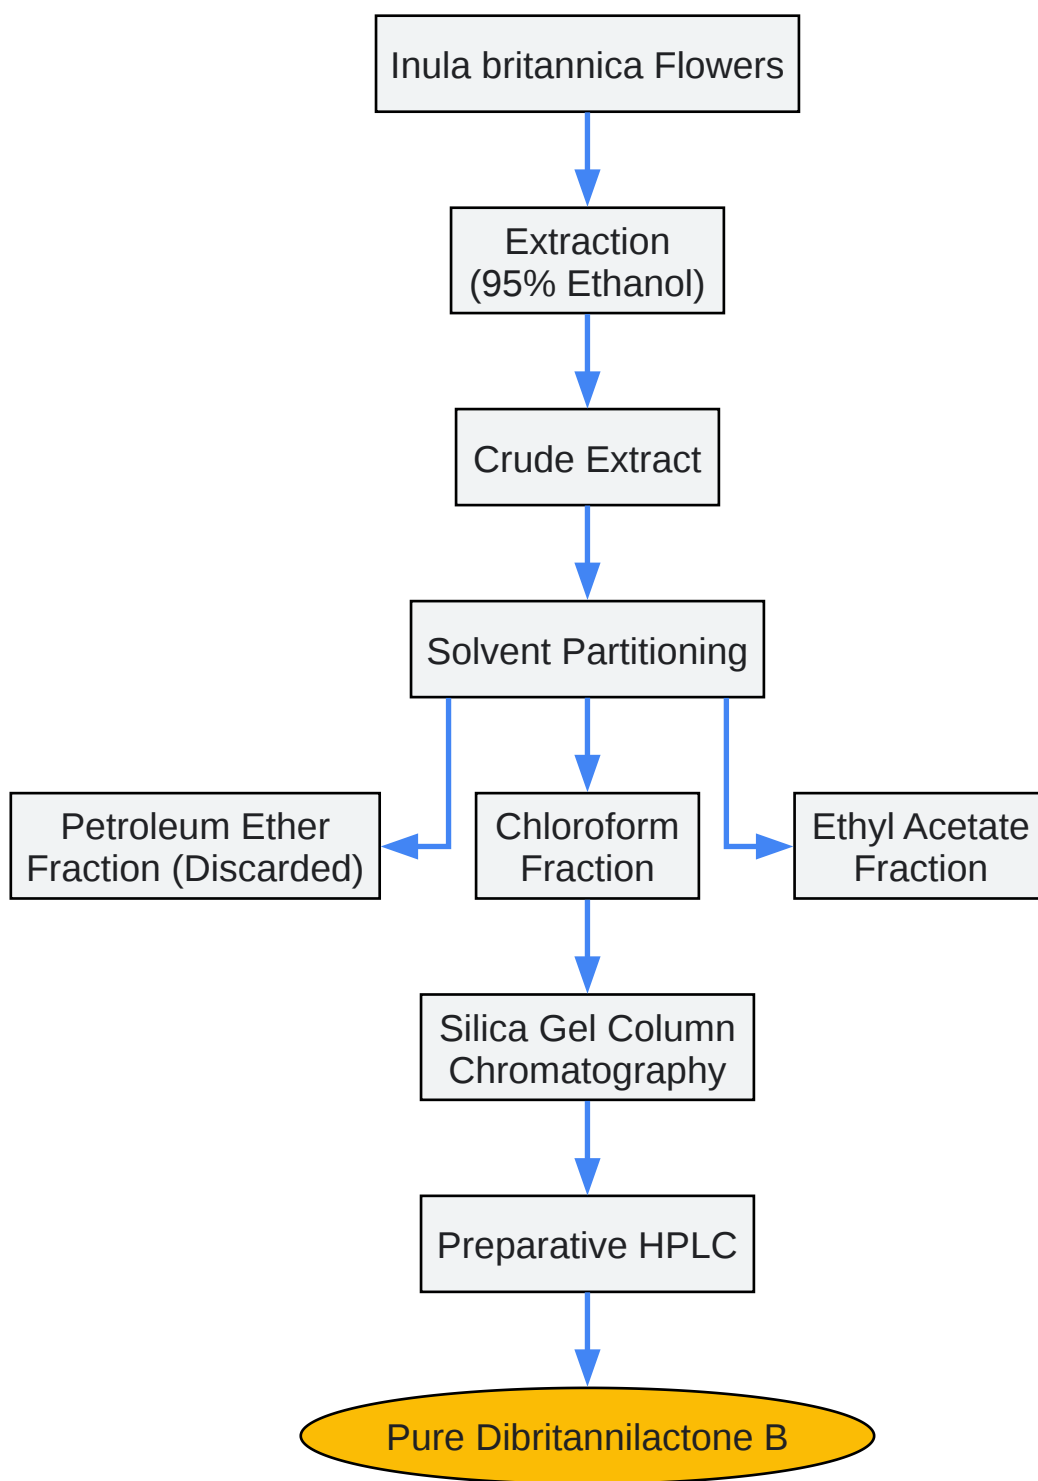 Inula britannica Flowers
Extraction
(95% Ethanol)
Crude Extract
Solvent Partitioning
Petroleum Ether
Fraction (Discarded)
Chloroform
Fraction
Ethyl Acetate
Fraction
Silica Gel Column
Chromatography
Preparative HPLC
Pure Dibritannilactone B